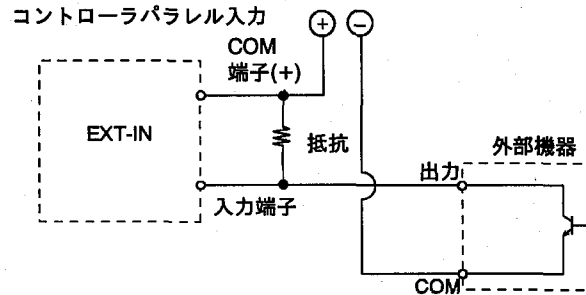 コントローラパラレル入力
+ −
COM
端子(+)
EXT-IN
抵抗
外部機器
出力
入力端子
COM